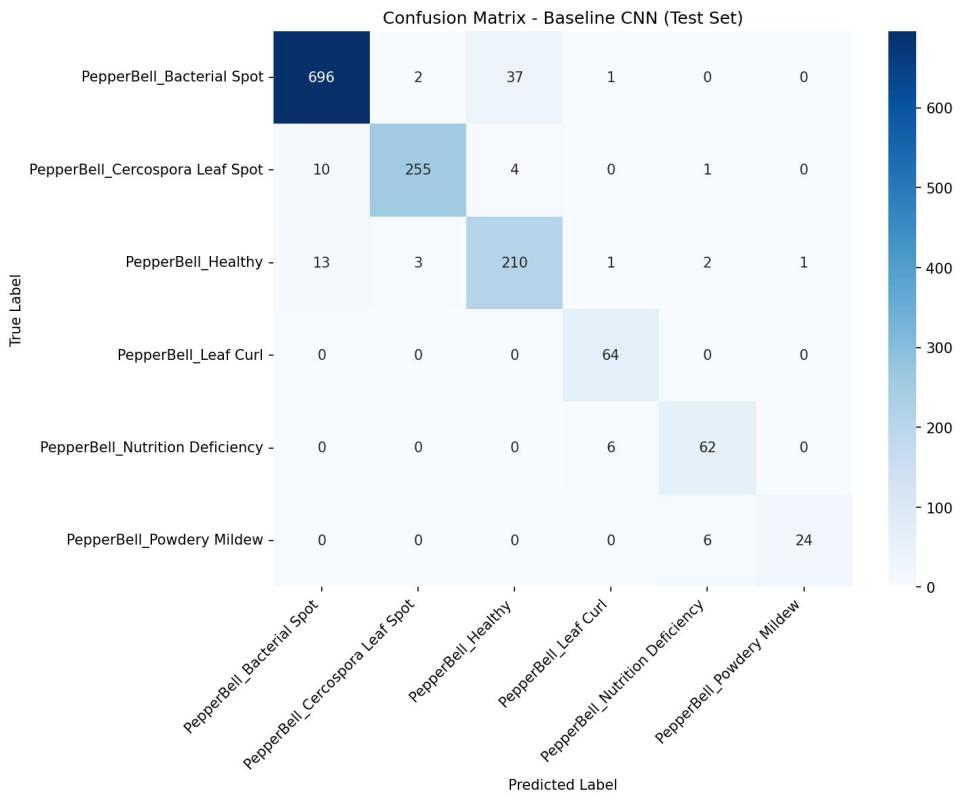 Confusion Matrix - Baseline CNN (Test Set)
PepperBell_Bacterial Spot 696 2 37 1 0 0
PepperBell_Cercospora Leaf Spot 10 255 4 0 1 0
PepperBell_Healthy 13 3 210 1 2 1
PepperBell_Leaf Curl 0 0 0 64 0 0
PepperBell_Nutrition Deficiency 0 0 0 6 62 0
PepperBell_Powdery Mildew 0 0 0 0 6 24
True Label
PepperBell_Bacterial Spot
PepperBell_Cercospora Leaf Spot
PepperBell_Healthy
PepperBell_Leaf Curl
PepperBell_Nutrition Deficiency
PepperBell_Powdery Mildew
Predicted Label
600
500
400
300
200
100
0